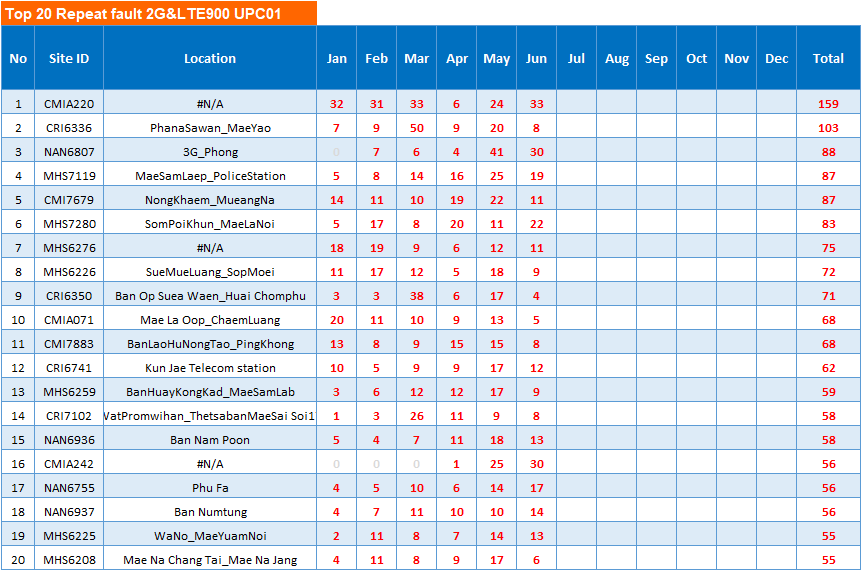 Top 20 Repeat fault 2G&LTE900 UPC01
No Site ID Location Jan Feb Mar Apr May Jun Jul Aug Sep Oct Nov Dec Total
1 CMIA220 #N/A 32 31 33 6 24 33 159
2 CRI6336 PhanaSawan_MaeYao 7 9 50 9 20 8 103
3 NAN6807 3G_Phong 0 7 6 4 41 30 88
4 MHS7119 MaeSamLaep_PoliceStation 5 8 14 16 25 19 87
5 CMI7679 NongKhaem_MueangNa 14 11 10 19 22 11 87
6 MHS7280 SomPoiKhun_MaeLaNoi 5 17 8 20 11 22 83
7 MHS6276 #N/A 18 19 9 6 12 11 75
8 MHS6226 SueMueLuang_SopMoei 11 17 12 5 18 9 72
9 CRI6350 Ban Op Suea Waen_Huai Chomphu 3 3 38 6 17 4 71
10 CMIA071 Mae La Oop_ChaemLuang 20 11 10 9 13 5 68
11 CMI7883 BanLaoHuNongTao_PingKhong 13 8 9 15 15 8 68
12 CRI6741 Kun Jae Telecom station 10 5 9 9 17 12 62
13 MHS6259 BanHuayKongKad_MaeSamLab 3 6 12 12 17 9 59
14 CRI7102 WatPromwihan_ThetsabanMaeSai Soi1 1 3 26 11 9 8 58
15 NAN6936 Ban Nam Poon 5 4 7 11 18 13 58
16 CMIA242 #N/A 0 0 0 1 25 30 56
17 NAN6755 Phu Fa 4 5 10 6 14 17 56
18 NAN6937 Ban Numtung 4 7 11 10 10 14 56
19 MHS6225 WaNo_MaeYuamNoi 2 11 8 7 14 13 55
20 MHS6208 Mae Na Chang Tai_Mae Na Jang 4 11 8 9 17 6 55